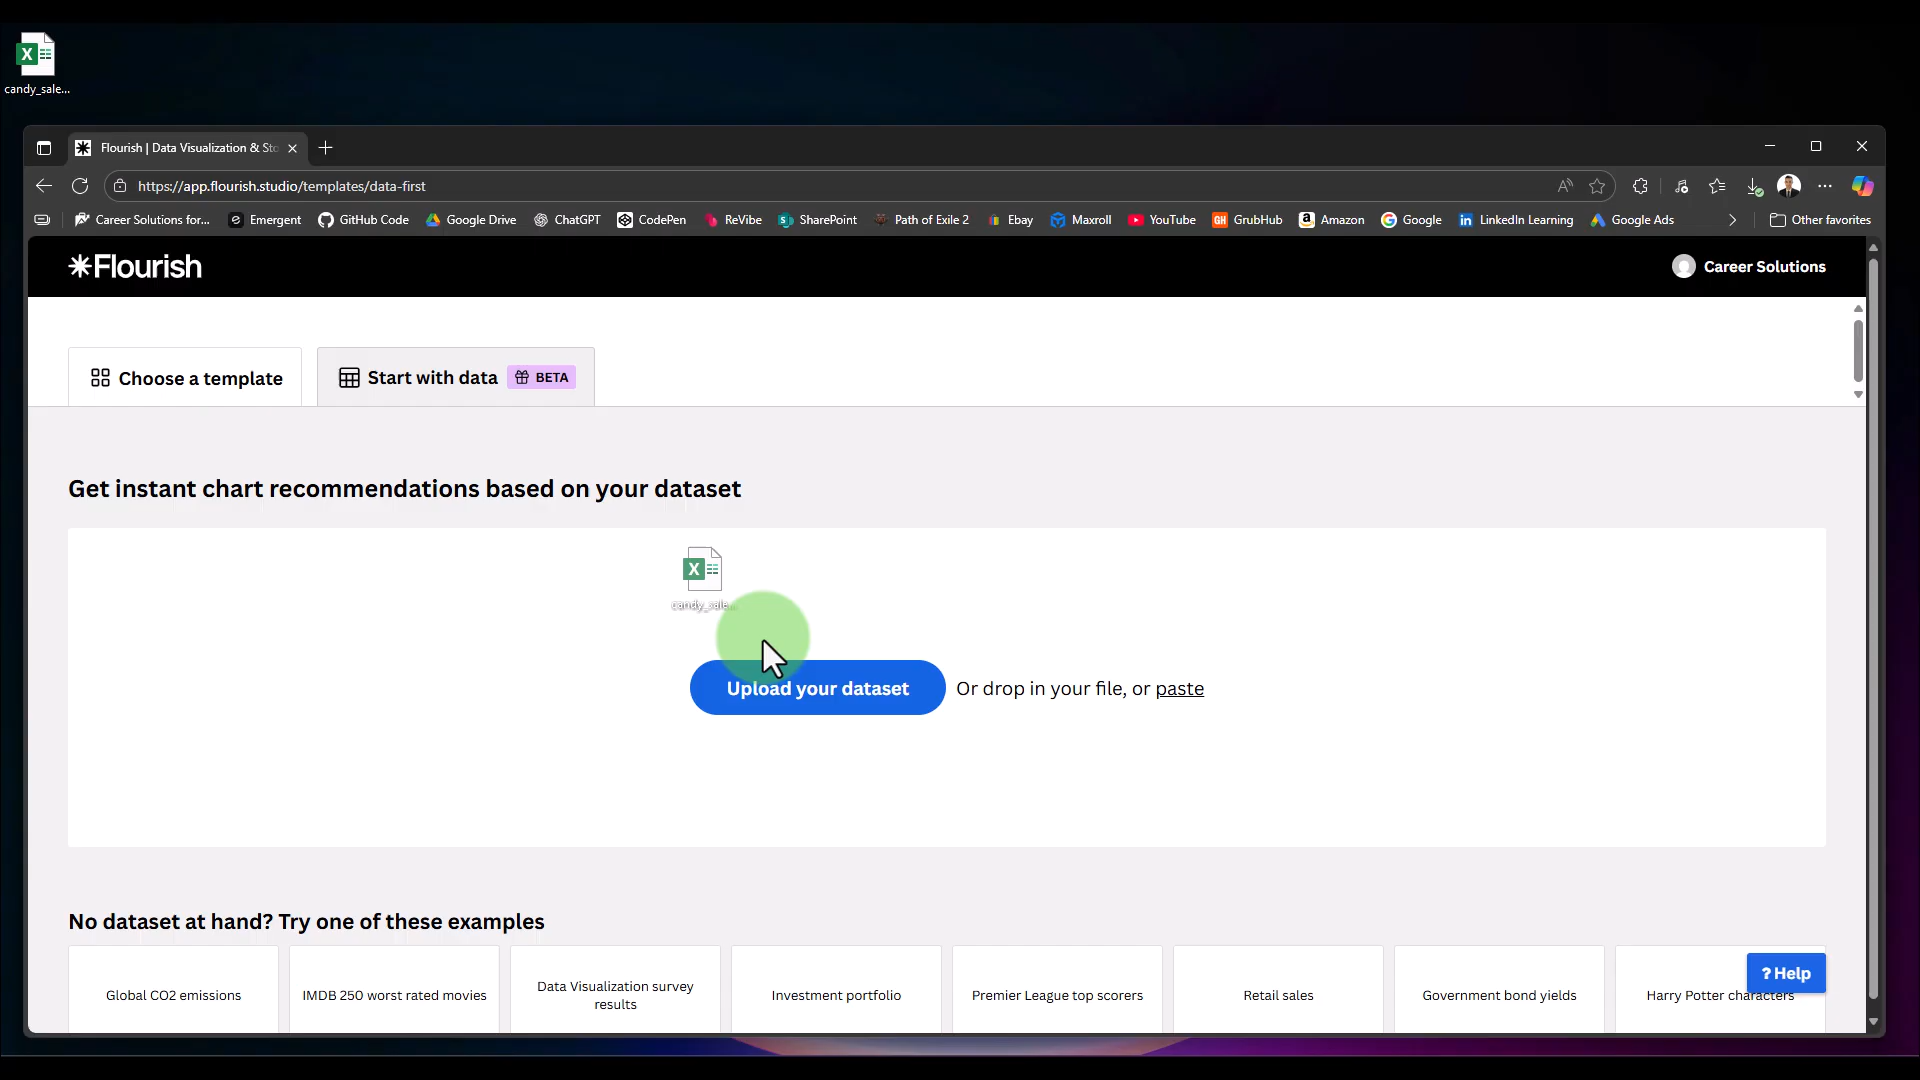 candy_sale...
Flourish | Data Visualization & Sto
https://app.flourish.studio/templates/data-first
Career Solutions for...
Emergent
GitHub Code
Google Drive
ChatGPT
CodePen
ReVibe
SharePoint
Path of Exile 2
Ebay
Maxroll
YouTube
GrubHub
Amazon
Google
LinkedIn Learning
Google Ads
Other favorites
Flourish
Career Solutions
Choose a template
Start with data
BETA
Get instant chart recommendations based on your dataset
candy_sale...
Upload your dataset
Or drop in your file, or paste
No dataset at hand? Try one of these examples
Global CO2 emissions
IMDB 250 worst rated movies
Data Visualization survey
results
Investment portfolio
Premier League top scorers
Retail sales
Government bond yields
Harry Potter characters
? Help